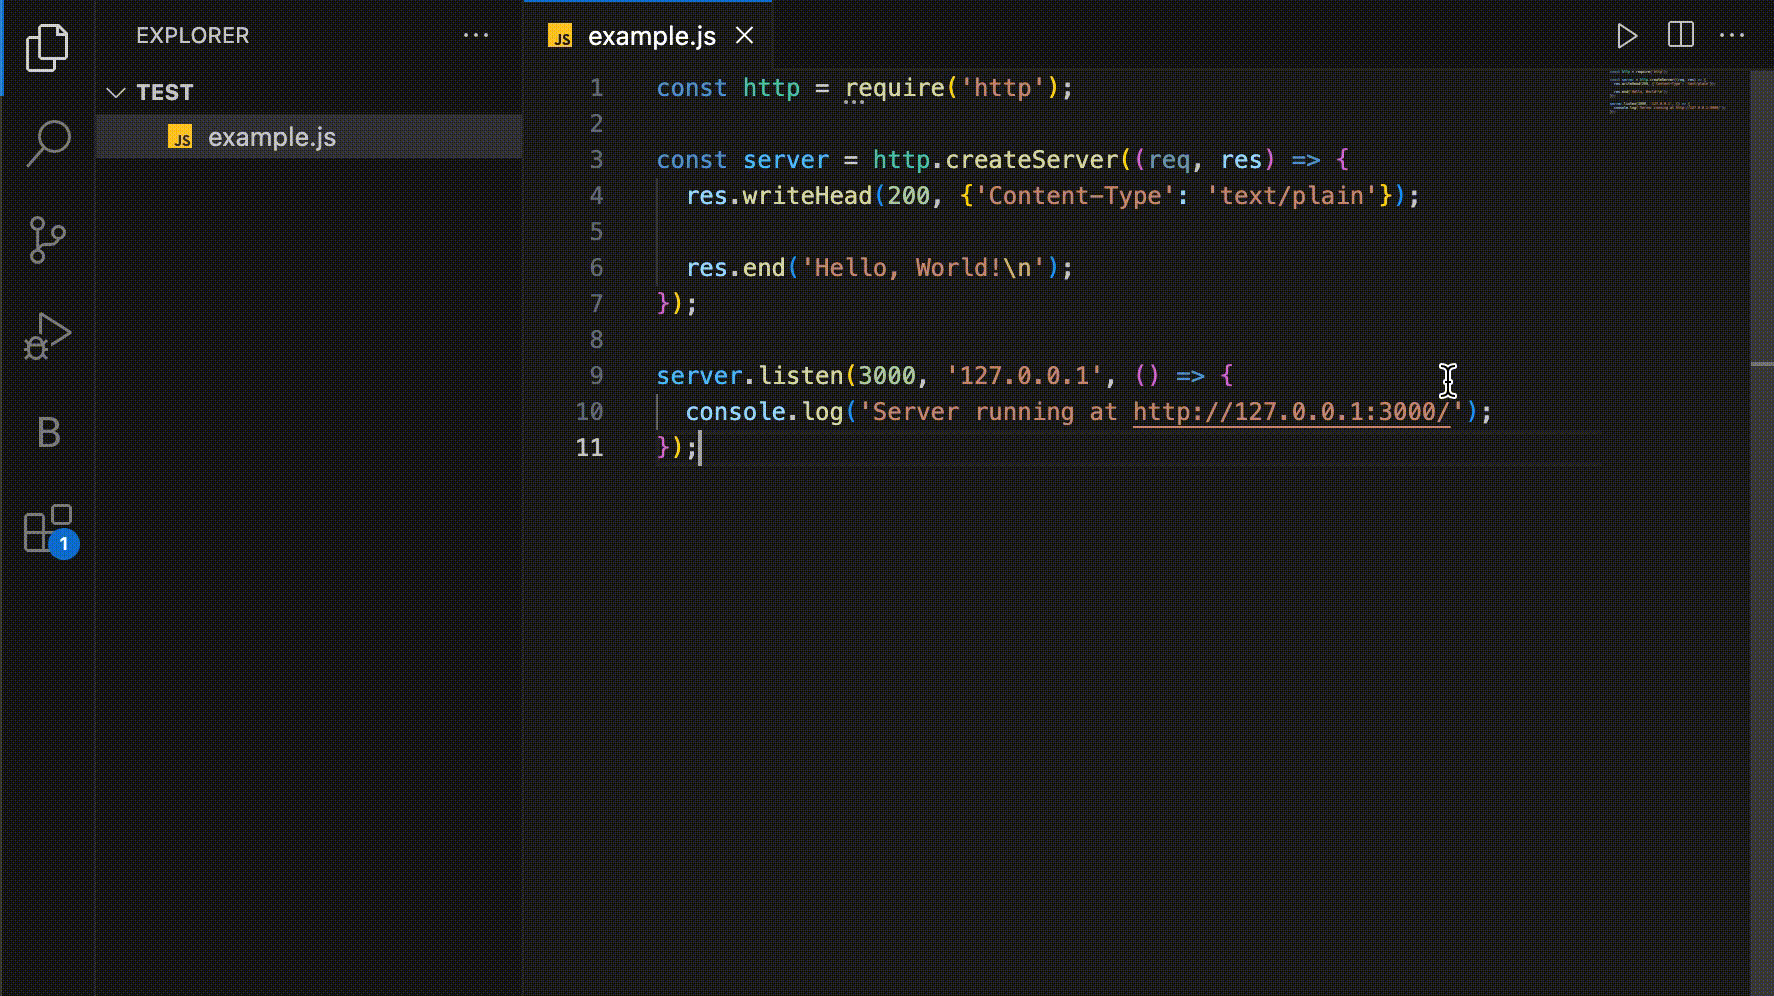 EXPLORER
TEST
JS example.js
B
1
JS example.js
1 const http = require('http');
2
3 const server = http.createServer((req, res) => {
4   res.writeHead(200, {'Content-Type': 'text/plain'});
5
6   res.end('Hello, World!\n');
7 });
8
9 server.listen(3000, '127.0.0.1', () => {
10   console.log('Server running at http://127.0.0.1:3000/');
11 });